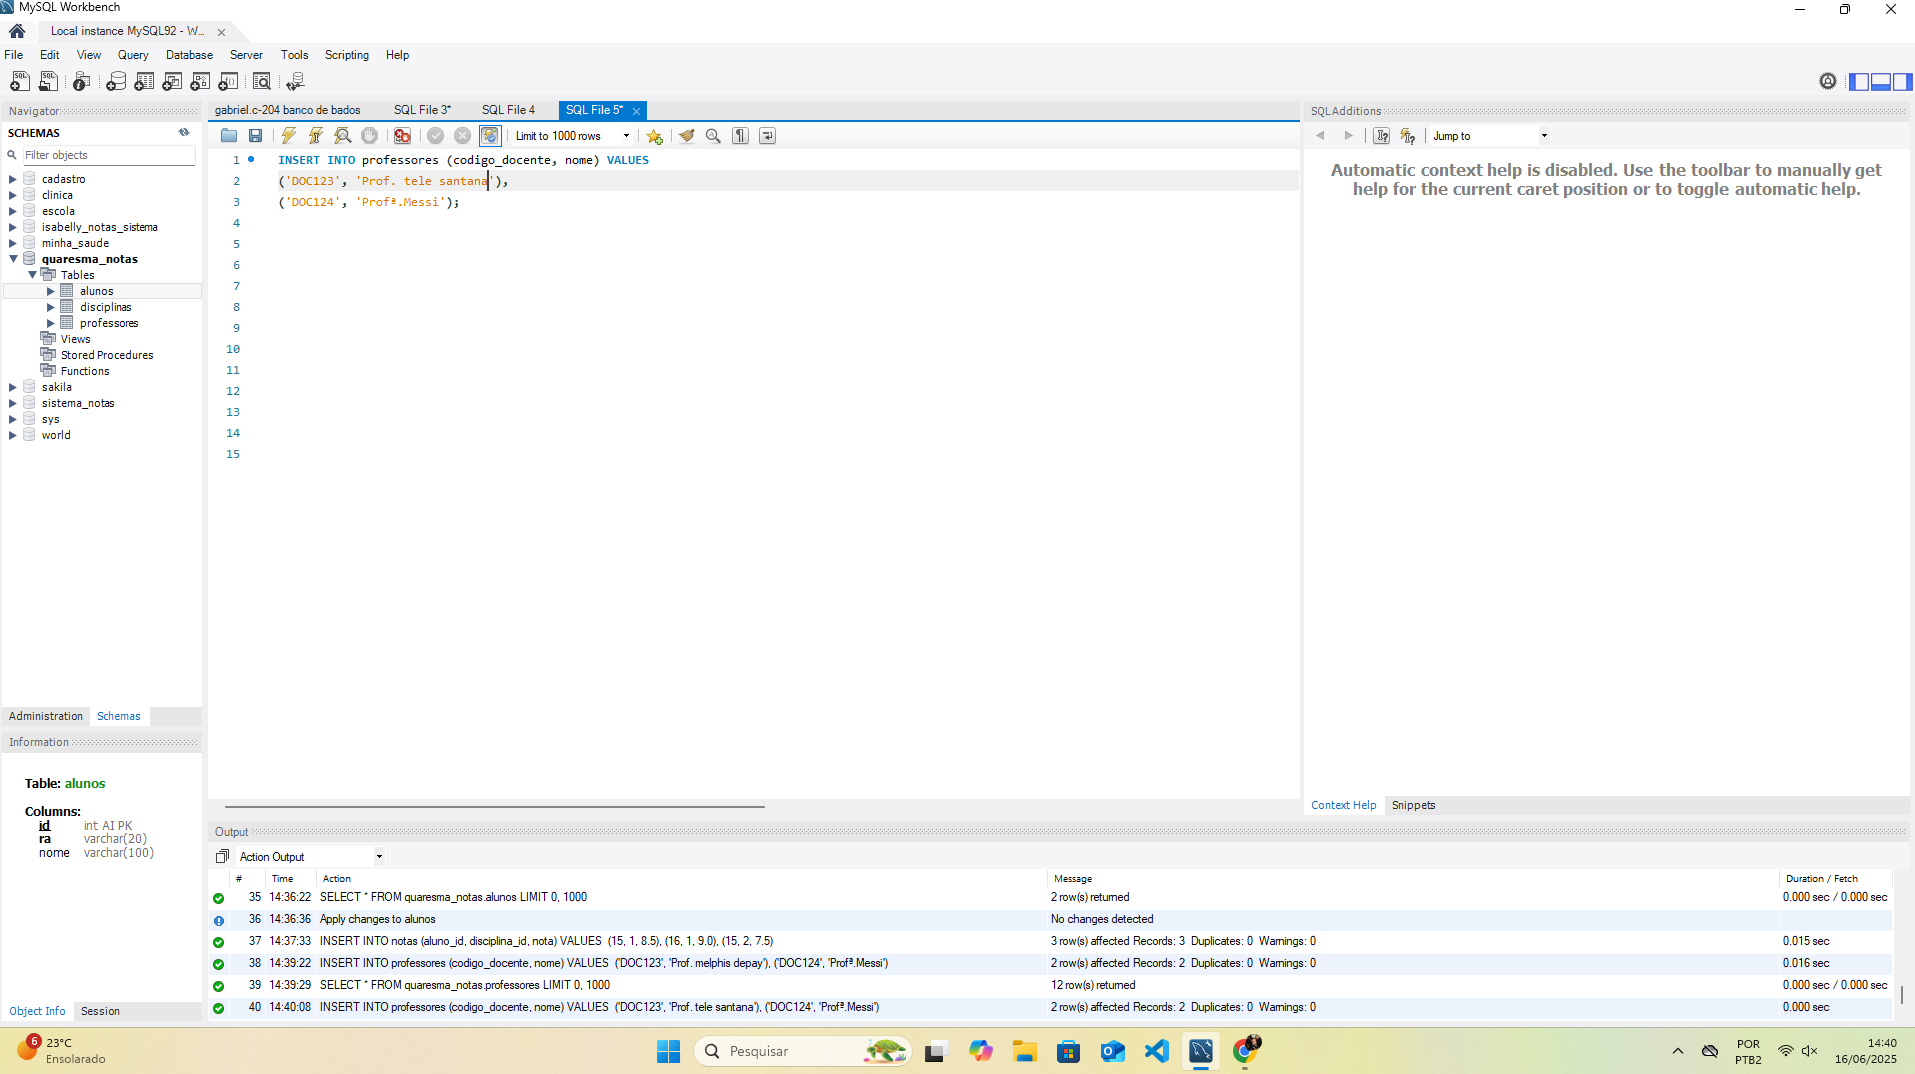 MySQL Workbench
Local instance MySQL92 - W...
File Edit View Query Database Server Tools Scripting Help
Navigator
SCHEMAS
Filter objects
cadastro
clinica
escola
isabelly_notas_sistema
minha_saude
quaresma_notas
Tables
alunos
disciplinas
professores
Views
Stored Procedures
Functions
sakila
sistema_notas
sys
world
Administration Schemas
Information
Table: alunos
Columns:
id int AI PK
ra varchar(20)
nome varchar(100)
Object Info Session
gabriel.c-204 banco de bados SQL File 3* SQL File 4 SQL File 5*
Limit to 1000 rows
1 INSERT INTO professores (codigo_docente, nome) VALUES
2 ('DOC123', 'Prof. tele santana'),
3 ('DOC124', 'Profª.Messi');
4
5
6
7
8
9
10
11
12
13
14
15
SQLAdditions
Jump to
Automatic context help is disabled. Use the toolbar to manually get
help for the current caret position or to toggle automatic help.
Context Help Snippets
Output
Action Output
# Time Action Message Duration / Fetch
35 14:36:22 SELECT * FROM quaresma_notas.alunos LIMIT 0, 1000 2 row(s) returned 0.000 sec / 0.000 sec
36 14:36:36 Apply changes to alunos No changes detected
37 14:37:33 INSERT INTO notas (aluno_id, disciplina_id, nota) VALUES (15, 1, 8.5), (16, 1, 9.0), (15, 2, 7.5) 3 row(s) affected Records: 3 Duplicates: 0 Warnings: 0 0.015 sec
38 14:39:22 INSERT INTO professores (codigo_docente, nome) VALUES ('DOC123', 'Prof. melphis depay'), ('DOC124', 'Profª.Messi') 2 row(s) affected Records: 2 Duplicates: 0 Warnings: 0 0.016 sec
39 14:39:29 SELECT * FROM quaresma_notas.professores LIMIT 0, 1000 12 row(s) returned 0.000 sec / 0.000 sec
40 14:40:08 INSERT INTO professores (codigo_docente, nome) VALUES ('DOC123', 'Prof. tele santana'), ('DOC124', 'Profª.Messi') 2 row(s) affected Records: 2 Duplicates: 0 Warnings: 0 0.000 sec
6
23°C
Ensolarado
Pesquisar
POR
PTB2
14:40
16/06/2025